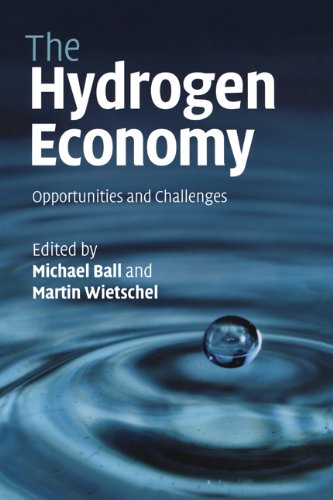 The
Hydrogen
Economy
Opportunities and Challenges
Edited by
Michael Ball and
Martin Wietschel